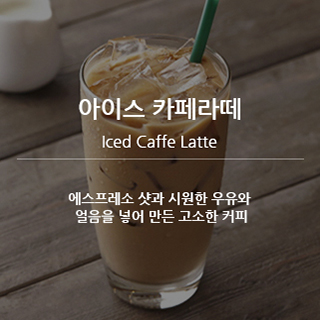 아이스 카페라떼
Iced Caffe Latte
에스프레소 샷과 시원한 우유와
얼음을 넣어 만든 고소한 커피